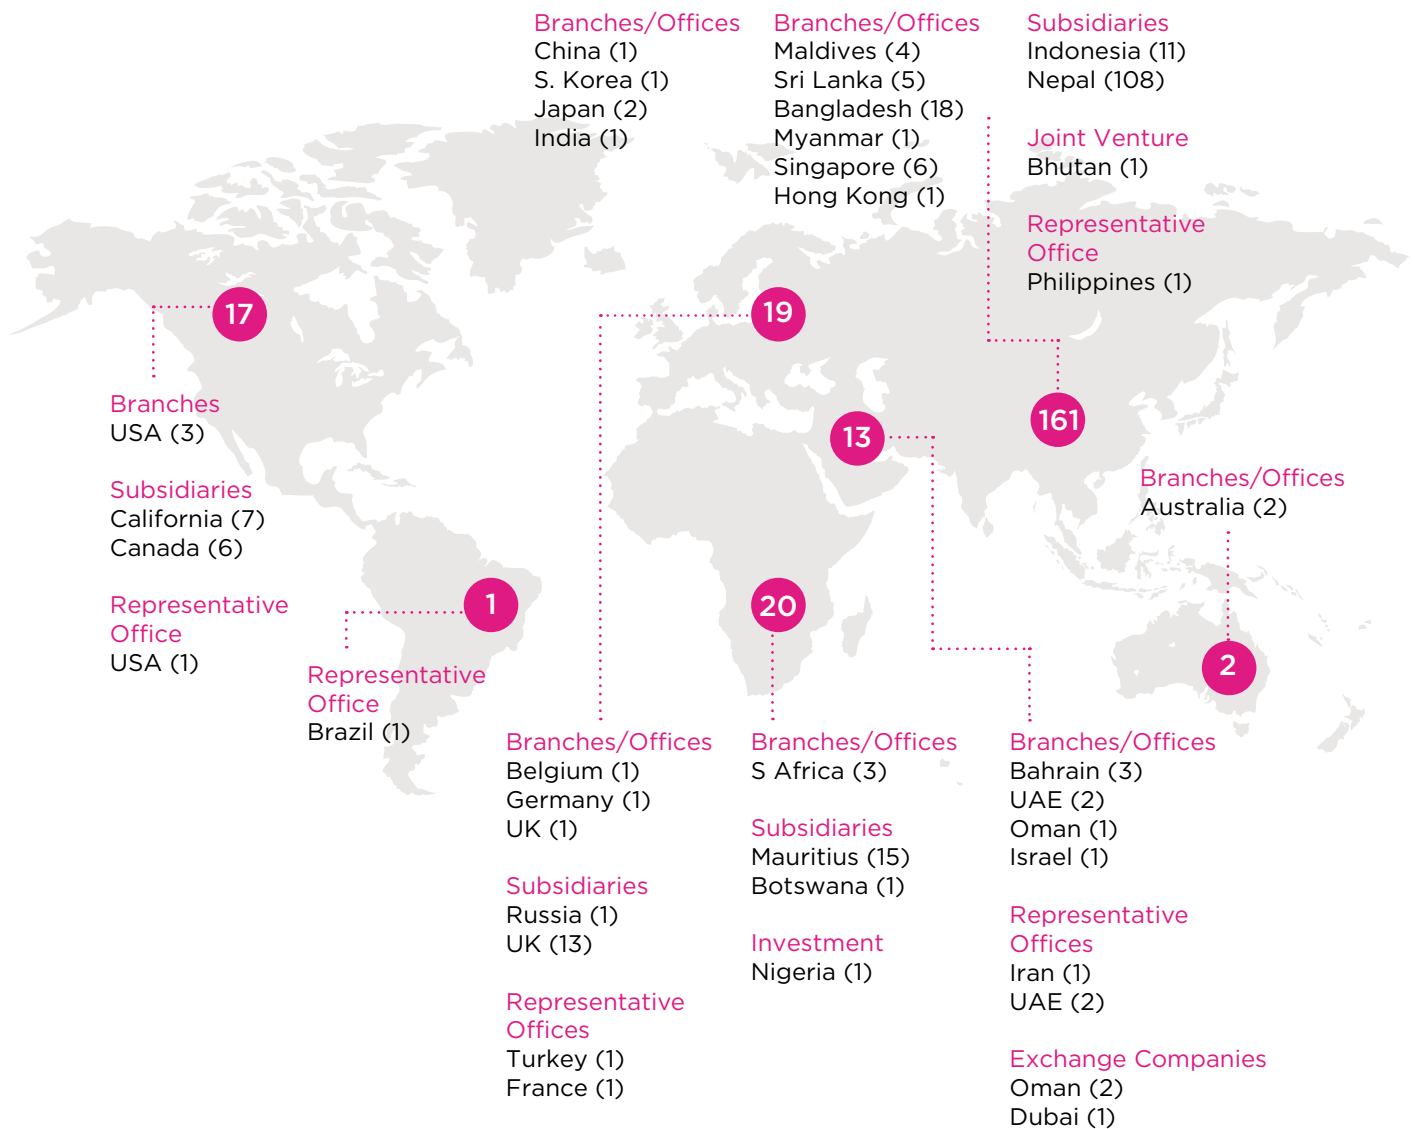 Branches/Offices
China (1)
S. Korea (1)
Japan (2)
India (1)
Branches/Offices
Maldives (4)
Sri Lanka (5)
Bangladesh (18)
Myanmar (1)
Singapore (6)
Hong Kong (1)
Subsidiaries
Indonesia (11)
Nepal (108)
Joint Venture
Bhutan (1)
Representative
Office
Philippines (1)
17
19
161
13
Branches
USA (3)
Subsidiaries
California (7)
Canada (6)
Representative
Office
USA (1)
Branches/Offices
Australia (2)
1
20
2
Representative
Office
Brazil (1)
Branches/Offices
Belgium (1)
Germany (1)
UK (1)
Subsidiaries
Russia (1)
UK (13)
Representative
Offices
Turkey (1)
France (1)
Branches/Offices
S Africa (3)
Subsidiaries
Mauritius (15)
Botswana (1)
Investment
Nigeria (1)
Branches/Offices
Bahrain (3)
UAE (2)
Oman (1)
Israel (1)
Representative
Offices
Iran (1)
UAE (2)
Exchange Companies
Oman (2)
Dubai (1)